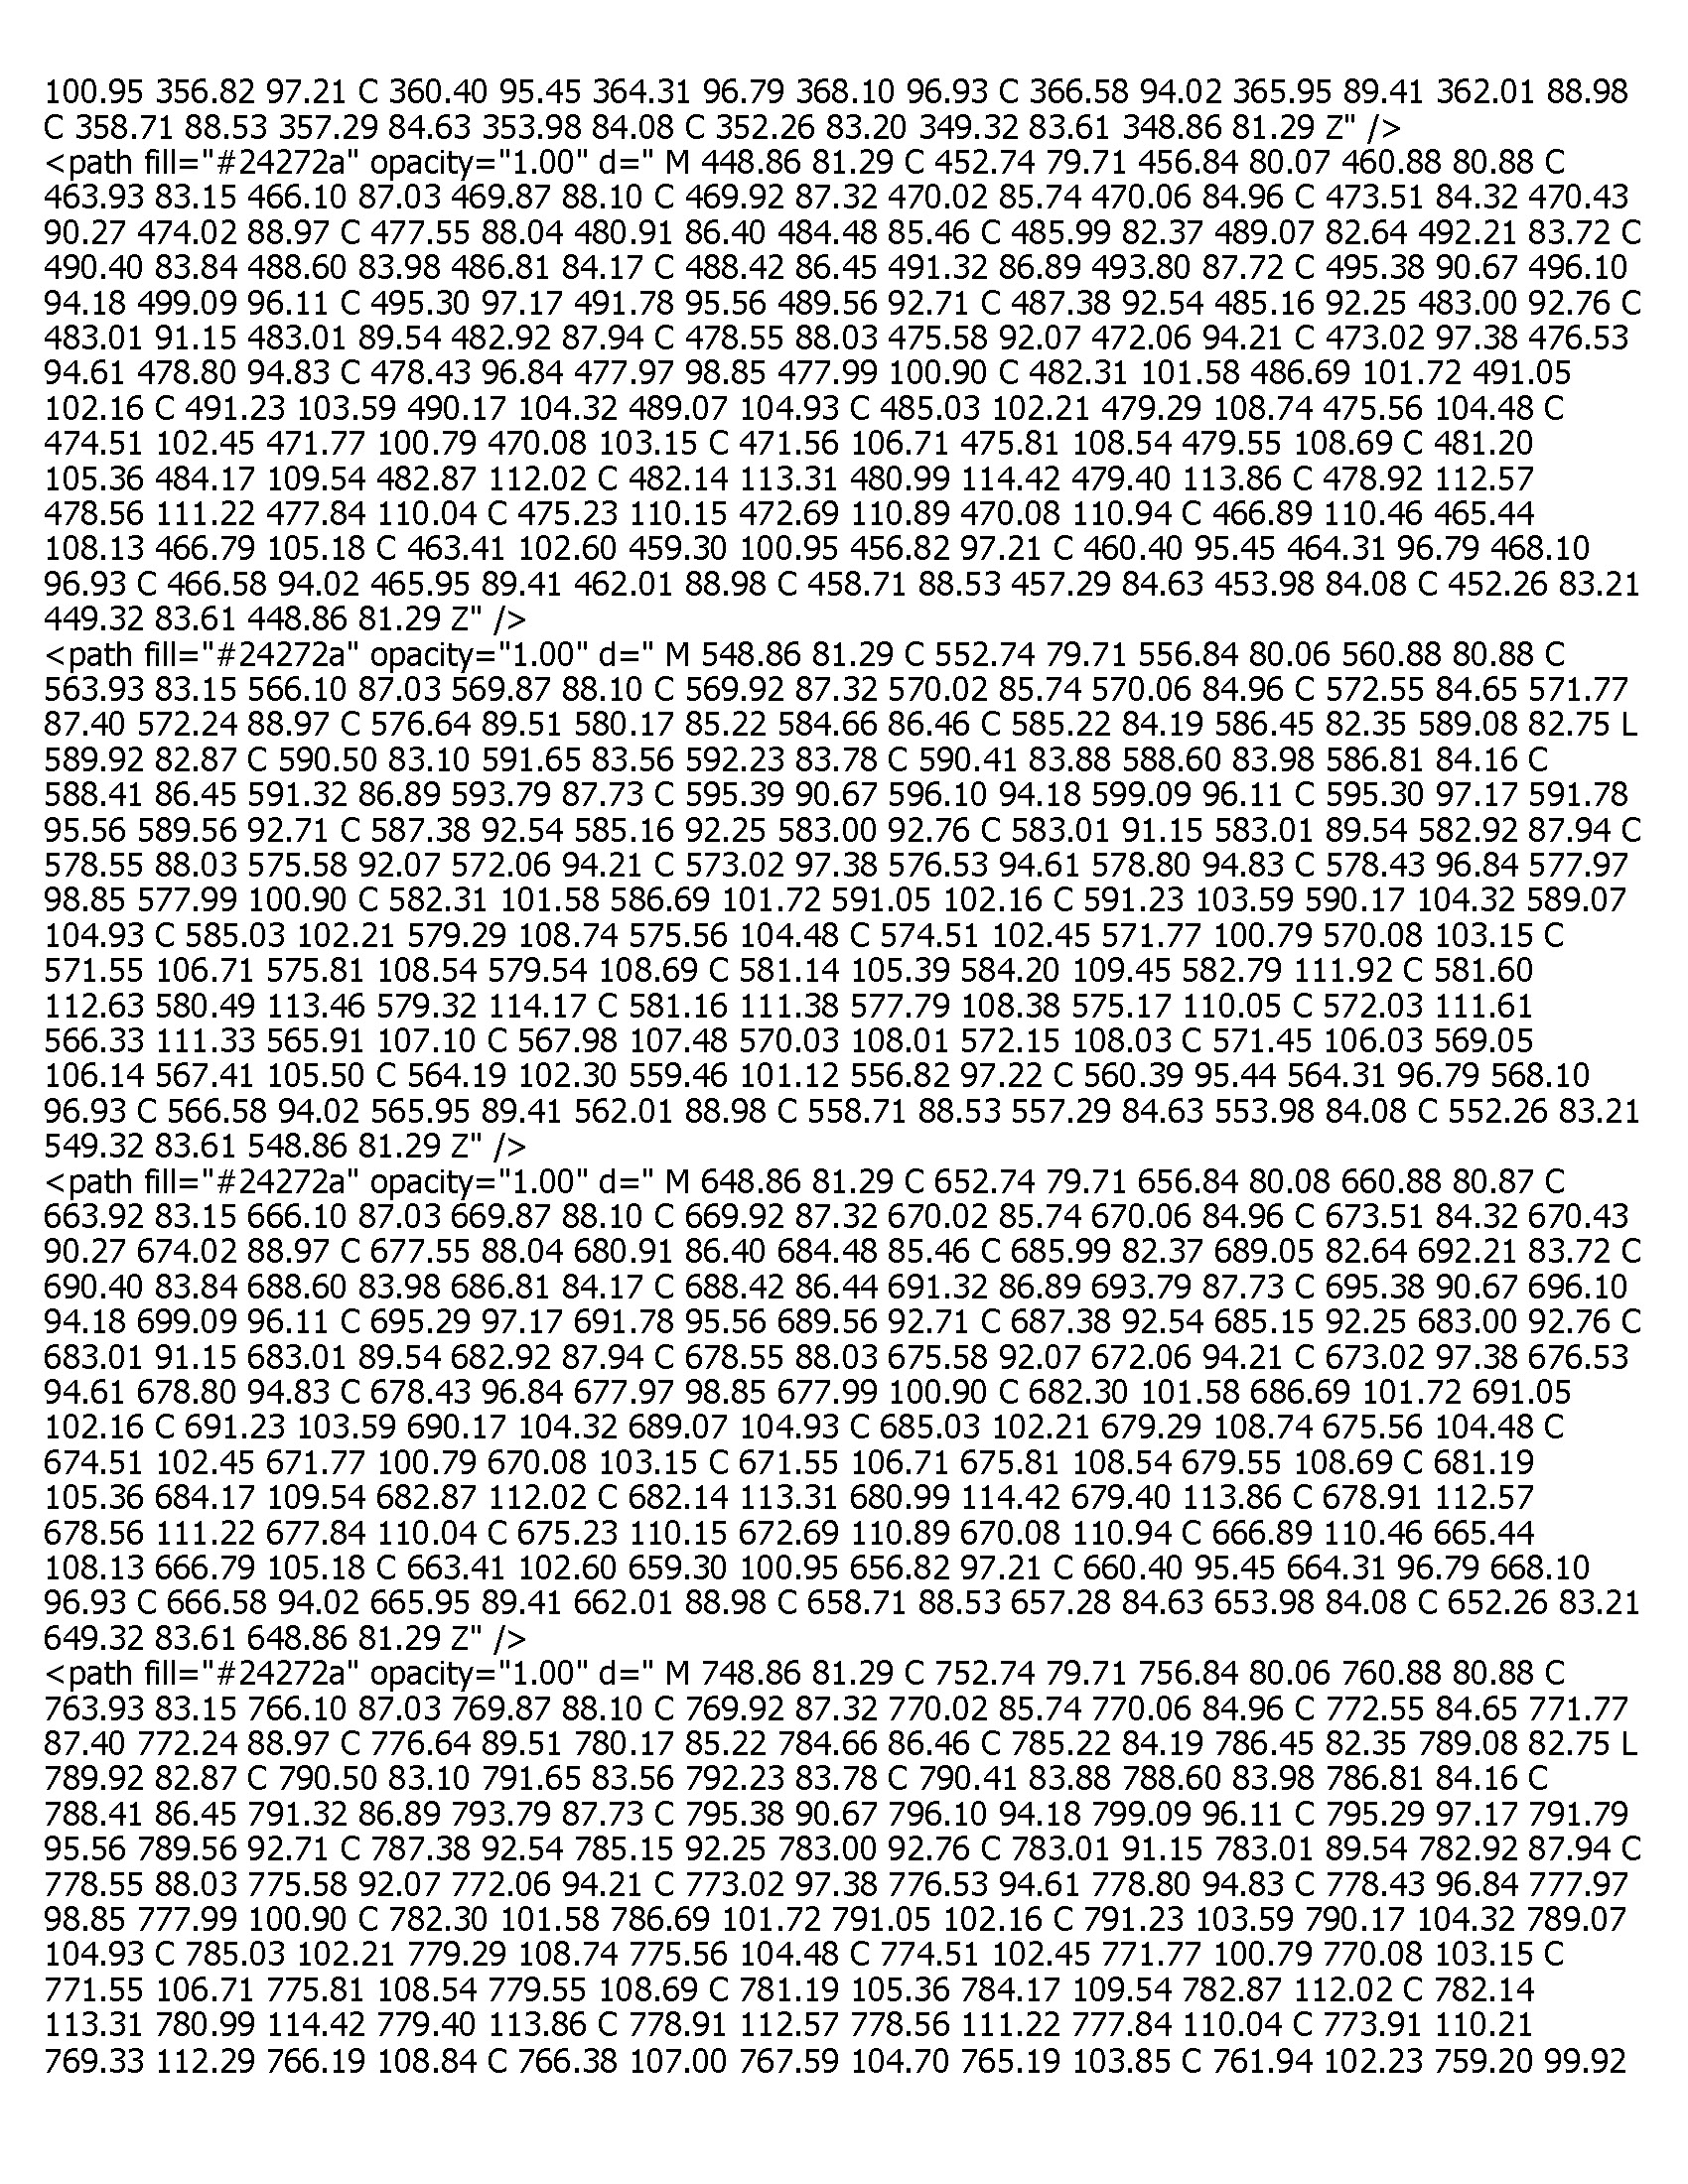 100.95 356.82 97.21 C 360.40 95.45 364.31 96.79 368.10 96.93 C 366.58 94.02 365.95 89.41 362.01 88.98
C 358.71 88.53 357.29 84.63 353.98 84.08 C 352.26 83.20 349.32 83.61 348.86 81.29 Z" />
<path fill="#24272a" opacity="1.00" d=" M 448.86 81.29 C 452.74 79.71 456.84 80.07 460.88 80.88 C
463.93 83.15 466.10 87.03 469.87 88.10 C 469.92 87.32 470.02 85.74 470.06 84.96 C 473.51 84.32 470.43
90.27 474.02 88.97 C 477.55 88.04 480.91 86.40 484.48 85.46 C 485.99 82.37 489.07 82.64 492.21 83.72 C
490.40 83.84 488.60 83.98 486.81 84.17 C 488.42 86.45 491.32 86.89 493.80 87.72 C 495.38 90.67 496.10
94.18 499.09 96.11 C 495.30 97.17 491.78 95.56 489.56 92.71 C 487.38 92.54 485.16 92.25 483.00 92.76 C
483.01 91.15 483.01 89.54 482.92 87.94 C 478.55 88.03 475.58 92.07 472.06 94.21 C 473.02 97.38 476.53
94.61 478.80 94.83 C 478.43 96.84 477.97 98.85 477.99 100.90 C 482.31 101.58 486.69 101.72 491.05
102.16 C 491.23 103.59 490.17 104.32 489.07 104.93 C 485.03 102.21 479.29 108.74 475.56 104.48 C
474.51 102.45 471.77 100.79 470.08 103.15 C 471.56 106.71 475.81 108.54 479.55 108.69 C 481.20
105.36 484.17 109.54 482.87 112.02 C 482.14 113.31 480.99 114.42 479.40 113.86 C 478.92 112.57
478.56 111.22 477.84 110.04 C 475.23 110.15 472.69 110.89 470.08 110.94 C 466.89 110.46 465.44
108.13 466.79 105.18 C 463.41 102.60 459.30 100.95 456.82 97.21 C 460.40 95.45 464.31 96.79 468.10
96.93 C 466.58 94.02 465.95 89.41 462.01 88.98 C 458.71 88.53 457.29 84.63 453.98 84.08 C 452.26 83.21
449.32 83.61 448.86 81.29 Z" />
<path fill="#24272a" opacity="1.00" d=" M 548.86 81.29 C 552.74 79.71 556.84 80.06 560.88 80.88 C
563.93 83.15 566.10 87.03 569.87 88.10 C 569.92 87.32 570.02 85.74 570.06 84.96 C 572.55 84.65 571.77
87.40 572.24 88.97 C 576.64 89.51 580.17 85.22 584.66 86.46 C 585.22 84.19 586.45 82.35 589.08 82.75 L
589.92 82.87 C 590.50 83.10 591.65 83.56 592.23 83.78 C 590.41 83.88 588.60 83.98 586.81 84.16 C
588.41 86.45 591.32 86.89 593.79 87.73 C 595.39 90.67 596.10 94.18 599.09 96.11 C 595.30 97.17 591.78
95.56 589.56 92.71 C 587.38 92.54 585.16 92.25 583.00 92.76 C 583.01 91.15 583.01 89.54 582.92 87.94 C
578.55 88.03 575.58 92.07 572.06 94.21 C 573.02 97.38 576.53 94.61 578.80 94.83 C 578.43 96.84 577.97
98.85 577.99 100.90 C 582.31 101.58 586.69 101.72 591.05 102.16 C 591.23 103.59 590.17 104.32 589.07
104.93 C 585.03 102.21 579.29 108.74 575.56 104.48 C 574.51 102.45 571.77 100.79 570.08 103.15 C
571.55 106.71 575.81 108.54 579.54 108.69 C 581.14 105.39 584.20 109.45 582.79 111.92 C 581.60
112.63 580.49 113.46 579.32 114.17 C 581.16 111.38 577.79 108.38 575.17 110.05 C 572.03 111.61
566.33 111.33 565.91 107.10 C 567.98 107.48 570.03 108.01 572.15 108.03 C 571.45 106.03 569.05
106.14 567.41 105.50 C 564.19 102.30 559.46 101.12 556.82 97.22 C 560.39 95.44 564.31 96.79 568.10
96.93 C 566.58 94.02 565.95 89.41 562.01 88.98 C 558.71 88.53 557.29 84.63 553.98 84.08 C 552.26 83.21
549.32 83.61 548.86 81.29 Z" />
<path fill="#24272a" opacity="1.00" d=" M 648.86 81.29 C 652.74 79.71 656.84 80.08 660.88 80.87 C
663.92 83.15 666.10 87.03 669.87 88.10 C 669.92 87.32 670.02 85.74 670.06 84.96 C 673.51 84.32 670.43
90.27 674.02 88.97 C 677.55 88.04 680.91 86.40 684.48 85.46 C 685.99 82.37 689.05 82.64 692.21 83.72 C
690.40 83.84 688.60 83.98 686.81 84.17 C 688.42 86.44 691.32 86.89 693.79 87.73 C 695.38 90.67 696.10
94.18 699.09 96.11 C 695.29 97.17 691.78 95.56 689.56 92.71 C 687.38 92.54 685.15 92.25 683.00 92.76 C
683.01 91.15 683.01 89.54 682.92 87.94 C 678.55 88.03 675.58 92.07 672.06 94.21 C 673.02 97.38 676.53
94.61 678.80 94.83 C 678.43 96.84 677.97 98.85 677.99 100.90 C 682.30 101.58 686.69 101.72 691.05
102.16 C 691.23 103.59 690.17 104.32 689.07 104.93 C 685.03 102.21 679.29 108.74 675.56 104.48 C
674.51 102.45 671.77 100.79 670.08 103.15 C 671.55 106.71 675.81 108.54 679.55 108.69 C 681.19
105.36 684.17 109.54 682.87 112.02 C 682.14 113.31 680.99 114.42 679.40 113.86 C 678.91 112.57
678.56 111.22 677.84 110.04 C 675.23 110.15 672.69 110.89 670.08 110.94 C 666.89 110.46 665.44
108.13 666.79 105.18 C 663.41 102.60 659.30 100.95 656.82 97.21 C 660.40 95.45 664.31 96.79 668.10
96.93 C 666.58 94.02 665.95 89.41 662.01 88.98 C 658.71 88.53 657.28 84.63 653.98 84.08 C 652.26 83.21
649.32 83.61 648.86 81.29 Z" />
<path fill="#24272a" opacity="1.00" d=" M 748.86 81.29 C 752.74 79.71 756.84 80.06 760.88 80.88 C
763.93 83.15 766.10 87.03 769.87 88.10 C 769.92 87.32 770.02 85.74 770.06 84.96 C 772.55 84.65 771.77
87.40 772.24 88.97 C 776.64 89.51 780.17 85.22 784.66 86.46 C 785.22 84.19 786.45 82.35 789.08 82.75 L
789.92 82.87 C 790.50 83.10 791.65 83.56 792.23 83.78 C 790.41 83.88 788.60 83.98 786.81 84.16 C
788.41 86.45 791.32 86.89 793.79 87.73 C 795.38 90.67 796.10 94.18 799.09 96.11 C 795.29 97.17 791.79
95.56 789.56 92.71 C 787.38 92.54 785.15 92.25 783.00 92.76 C 783.01 91.15 783.01 89.54 782.92 87.94 C
778.55 88.03 775.58 92.07 772.06 94.21 C 773.02 97.38 776.53 94.61 778.80 94.83 C 778.43 96.84 777.97
98.85 777.99 100.90 C 782.30 101.58 786.69 101.72 791.05 102.16 C 791.23 103.59 790.17 104.32 789.07
104.93 C 785.03 102.21 779.29 108.74 775.56 104.48 C 774.51 102.45 771.77 100.79 770.08 103.15 C
771.55 106.71 775.81 108.54 779.55 108.69 C 781.19 105.36 784.17 109.54 782.87 112.02 C 782.14
113.31 780.99 114.42 779.40 113.86 C 778.91 112.57 778.56 111.22 777.84 110.04 C 773.91 110.21
769.33 112.29 766.19 108.84 C 766.38 107.00 767.59 104.70 765.19 103.85 C 761.94 102.23 759.20 99.92